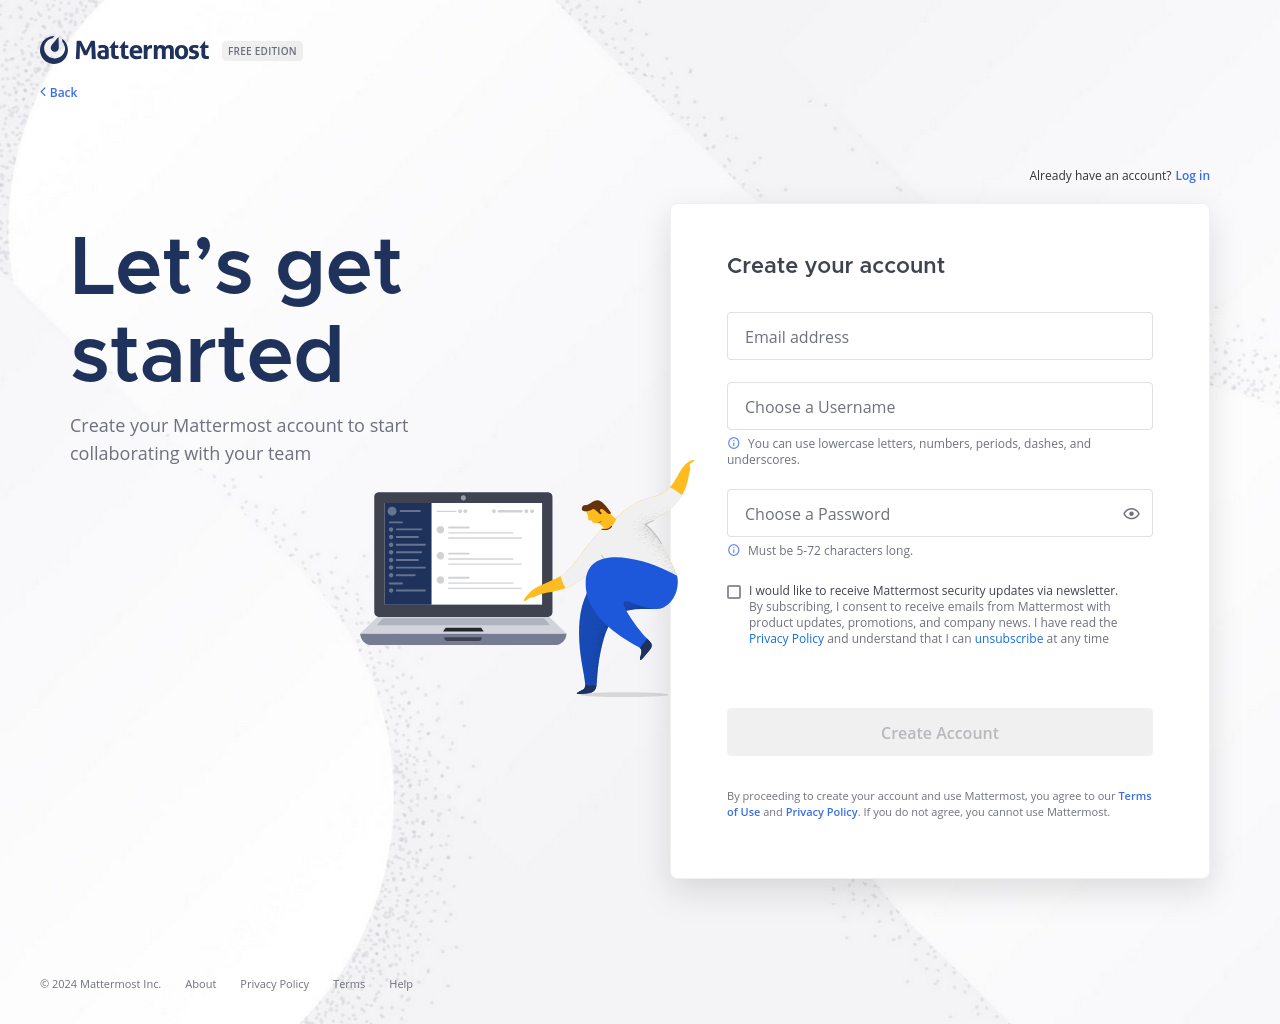 Mattermost FREE EDITION
Back
Already have an account? Log in
Let’s get
started
Create your Mattermost account to start
collaborating with your team
Create your account
Email address
Choose a Username
You can use lowercase letters, numbers, periods, dashes, and
underscores.
Choose a Password
Must be 5-72 characters long.
I would like to receive Mattermost security updates via newsletter.
By subscribing, I consent to receive emails from Mattermost with
product updates, promotions, and company news. I have read the
Privacy Policy and understand that I can unsubscribe at any time
Create Account
By proceeding to create your account and use Mattermost, you agree to our Terms
of Use and Privacy Policy. If you do not agree, you cannot use Mattermost.
© 2024 Mattermost Inc. About Privacy Policy Terms Help